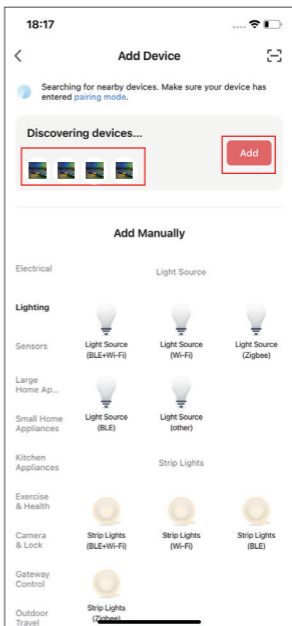 18:17
Add Device
Searching for nearby devices. Make sure your device has
entered pairing mode.
Discovering devices...
Add
Add Manually
Electrical
Light Source
Lighting
Light Source
(BLE+Wi-Fi)
Light Source
(Wi-Fi)
Light Source
(Zigbee)
Sensors
Large
Home Ap...
Light Source
(BLE)
Light Source
(other)
Small Home
Appliances
Kitchen
Appliances
Strip Lights
Exercise
& Health
Strip Lights
(BLE+Wi-Fi)
Strip Lights
(Wi-Fi)
Strip Lights
(BLE)
Camera
& Lock
Gateway
Control
Strip Lights
(Zigbee)
Outdoor
Travel